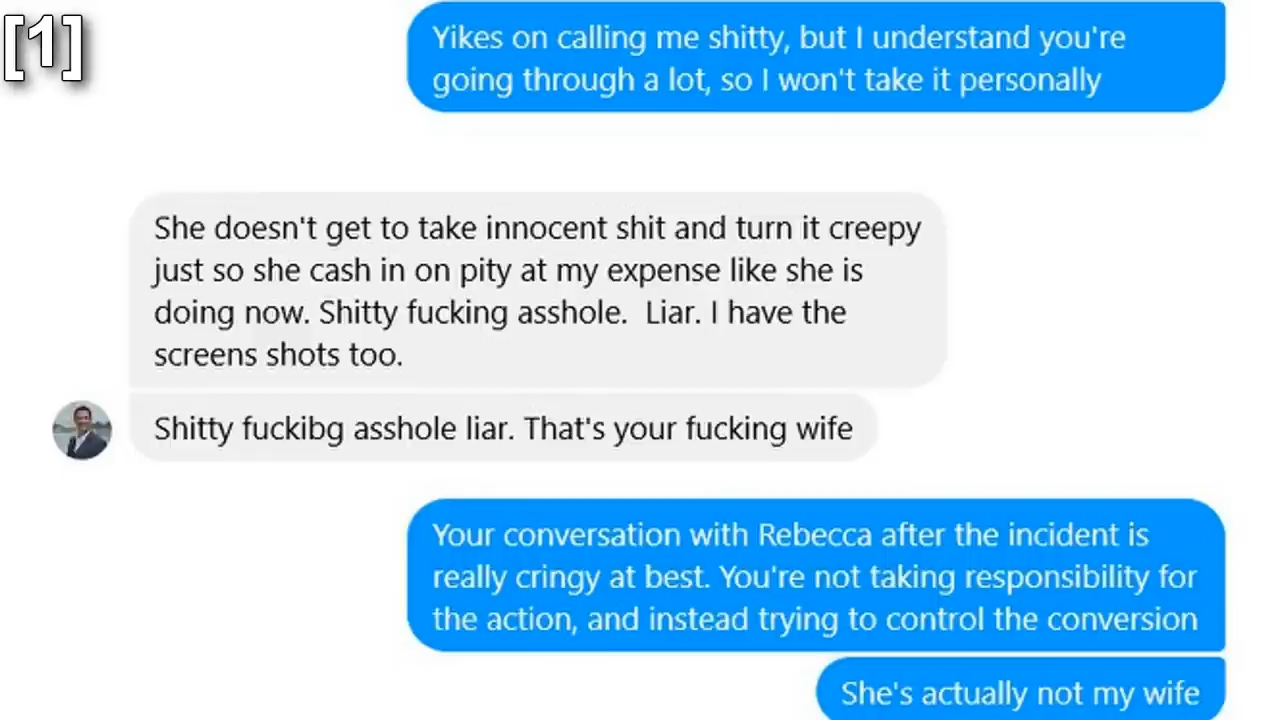 [1]
Yikes on calling me shitty, but I understand you're
going through a lot, so I won't take it personally
She doesn't get to take innocent shit and turn it creepy
just so she cash in on pity at my expense like she is
doing now. Shitty fucking asshole.  Liar. I have the
screens shots too.
Shitty fuckibg asshole liar. That's your fucking wife
Your conversation with Rebecca after the incident is
really cringy at best. You're not taking responsibility for
the action, and instead trying to control the conversion
She's actually not my wife